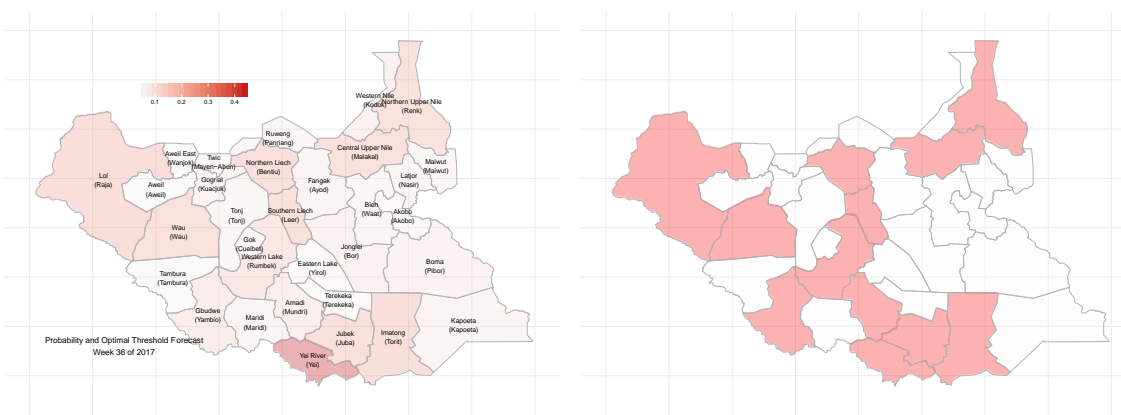 Western Nile
(Kodok)
Northern Upper Nile
(Renk)
0.1 0.2 0.3 0.4
Ruweng
(Panriang)
Central Upper Nile
(Malakal)
Aweil East
(Wanjok)
Twic
(Mayen-Abun)
Northern Liech
(Bentiu)
Maiwut
(Maiwut)
Lol
(Raja)
Aweil
(Aweil)
Gogrial
(Kuacjok)
Fangak
(Ayod)
Latjor
(Nasir)
Tonj
(Tonj)
Southern Liech
(Leer)
Bieh
(Waat)
Akobo
(Akobo)
Wau
(Wau)
Gok
(Cueibet)
Western Lake
(Rumbek)
Jonglei
(Bor)
Eastern Lake
(Yirol)
Boma
(Pibor)
Tambura
(Tambura)
Terekeka
(Terekeka)
Amadi
(Mundri)
Gbudwe
(Yambio)
Maridi
(Maridi)
Kapoeta
(Kapoeta)
Jubek
(Juba)
Imatong
(Torit)
Probability and Optimal Threshold Forecast
Week 36 of 2017
Yei River
(Yei)